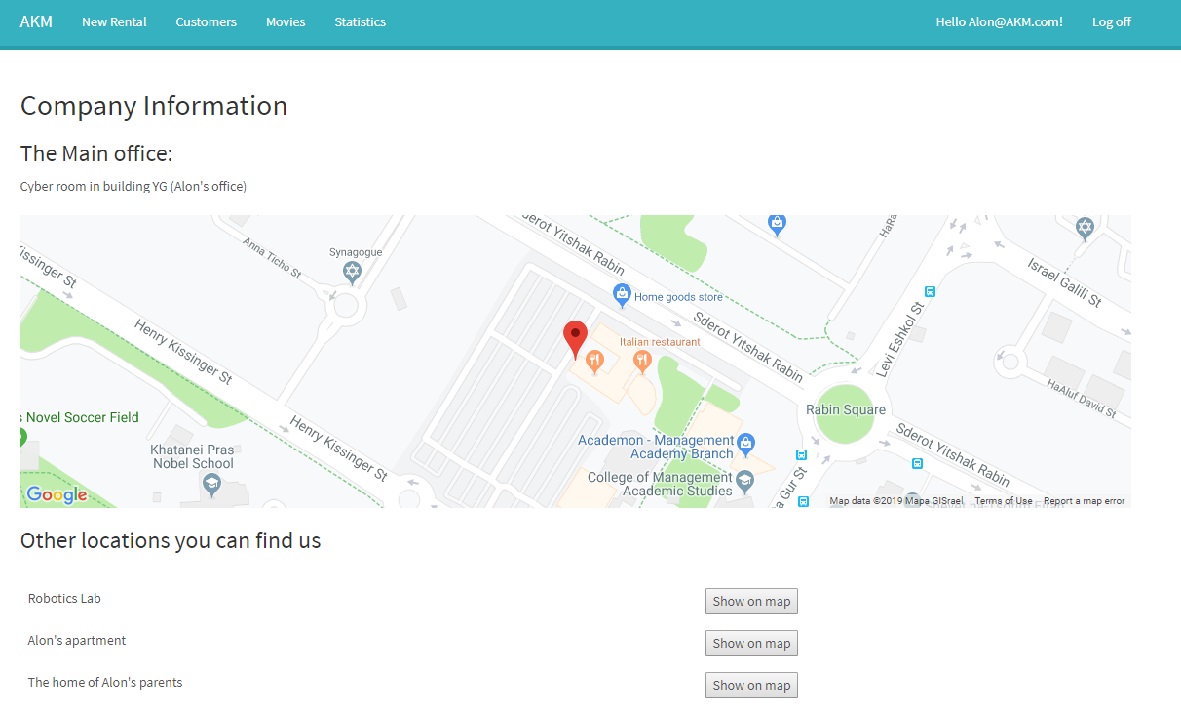 AKM New Rental Customers Movies Statistics Hello Alon@AKM.com! Log off
Company Information
The Main office:
Cyber room in building YG (Alon's office)
Kissinger St
Anna Ticho St
Synagogue
Sderot Yitshak Rabin
HaRa
Israel Galili St
Home goods store
Henry Kissinger St
Sderot Yitshak Rabin
Levi Eshkol St
Italian restaurant
HaAluf David St
s Novel Soccer Field
Rabin Square
Henry Kissinger St
Khatanei Pras
Nobel School
Academon - Management
Academy Branch
Sderot Yitshak Rabin
College of Management
Academic Studies
a Gur St
Google
Map data ©2019 Mapa GISrael Terms of Use Report a map error
Other locations you can find us
Robotics Lab Show on map
Alon's apartment Show on map
The home of Alon's parents Show on map